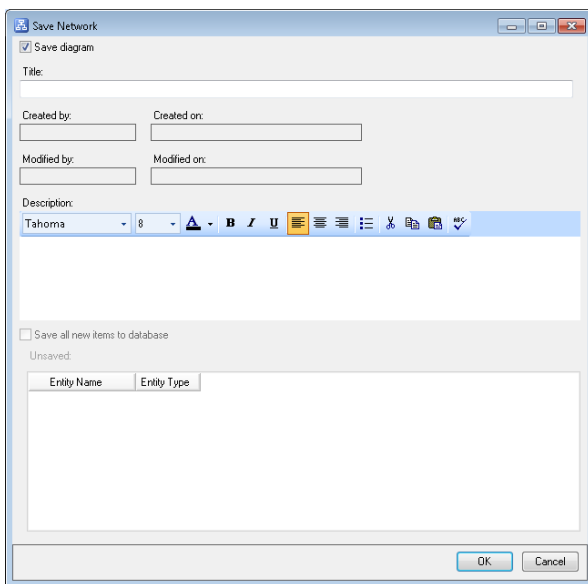 Save Network
Save diagram
Title:
Created by: Created on:
Modified by: Modified on:
Description:
Tahoma 8 A B I U ABC
Save all new items to database
Unsaved:
Entity Name Entity Type
OK Cancel